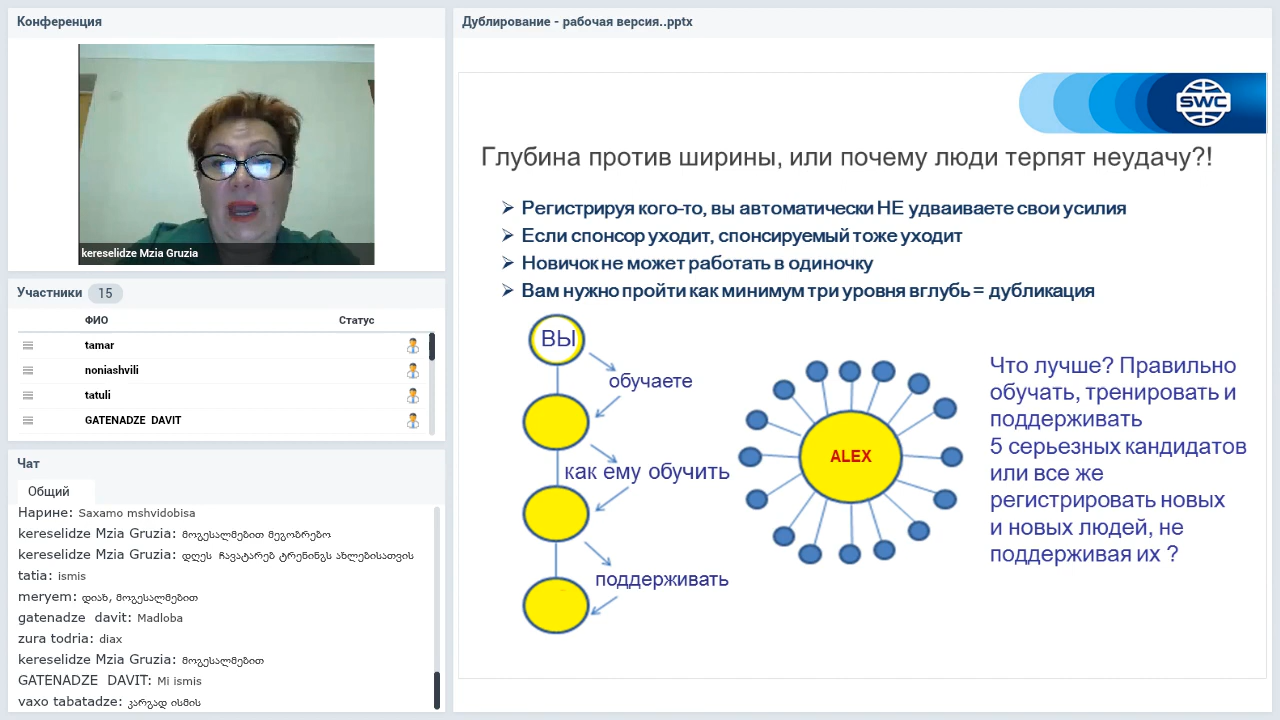 Конференция
kereselidze Mzia Gruzia
Участники 15
ФИО Статус
tamar
noniashvili
tatuli
GATENADZE DAVIT
Чат
Общий
Нарине: Saxamo mshvidobisa
kereselidze Mzia Gruzia: მოგესალმებით მეგობრებო
kereselidze Mzia Gruzia: დღეს ჩავატარებ ტრენინგს ახლებისათვის
tatia: ismis
meryem: დიახ, მოგესალმებით
gatenadze davit: Madloba
zura todria: diax
kereselidze Mzia Gruzia: მოგესალმებით
GATENADZE DAVIT: Mi ismis
vaxo tabatadze: კარგად ისმის
Дублирование - рабочая версия..pptx
SWC
Глубина против ширины, или почему люди терпят неудачу?!
➢ Регистрируя кого-то, вы автоматически НЕ удваиваете свои усилия
➢ Если спонсор уходит, спонсируемый тоже уходит
➢ Новичок не может работать в одиночку
➢ Вам нужно пройти как минимум три уровня вглубь = дубликация
ВЫ
обучаете
как ему обучить
поддерживать
ALEX
Что лучше? Правильно
обучать, тренировать и
поддерживать
5 серьезных кандидатов
или все же
регистрировать новых
и новых людей, не
поддерживая их ?